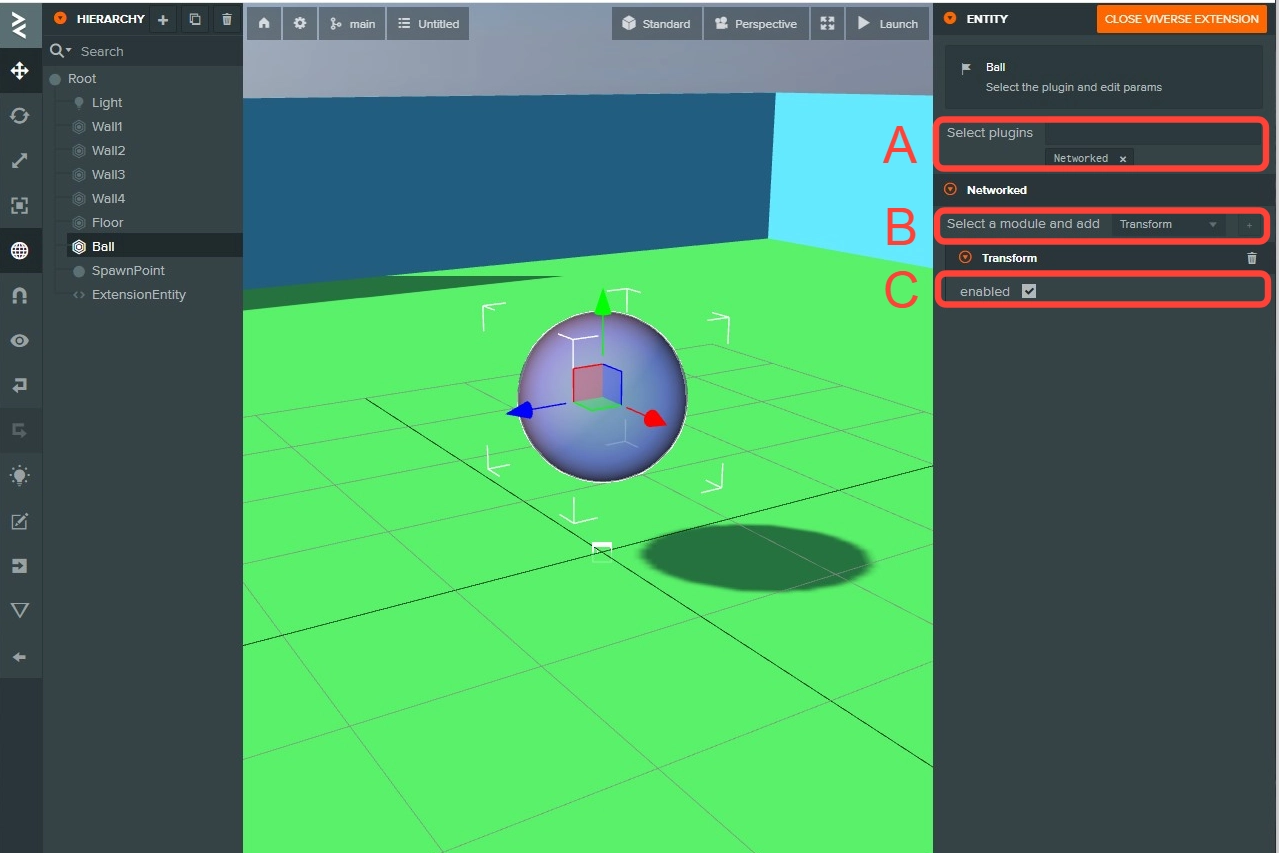 HIERARCHY
main
Untitled
Standard
Perspective
Launch
ENTITY
CLOSE VIVERSE EXTENSION
Search
Root
Light
Wall1
Wall2
Wall3
Wall4
Floor
Ball
SpawnPoint
ExtensionEntity
Ball
Select the plugin and edit params
A
Select plugins
Networked x
Networked
B
Select a module and add Transform +
Transform
C
enabled